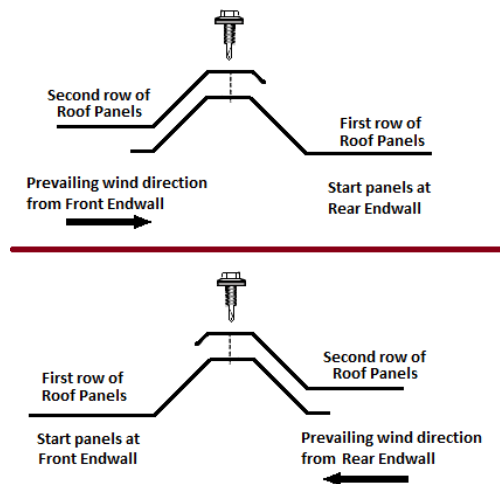 Second row of
Roof Panels
First row of
Roof Panels
Prevailing wind direction
from Front Endwall
Start panels at
Rear Endwall
First row of
Roof Panels
Second row of
Roof Panels
Start panels at
Front Endwall
Prevailing wind direction
from Rear Endwall